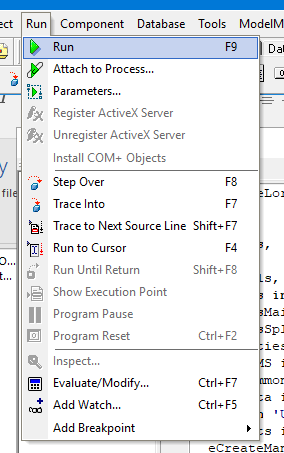 Run Component Database Tools ModelM
Run F9
Attach to Process...
Parameters...
Register ActiveX Server
Unregister ActiveX Server
Install COM+ Objects
Step Over F8
Trace Into F7
Trace to Next Source Line Shift+F7
Run to Cursor F4
Run Until Return Shift+F8
Show Execution Point
Program Pause
Program Reset Ctrl+F2
Inspect...
Evaluate/Modify... Ctrl+F7
Add Watch... Ctrl+F5
Add Breakpoint